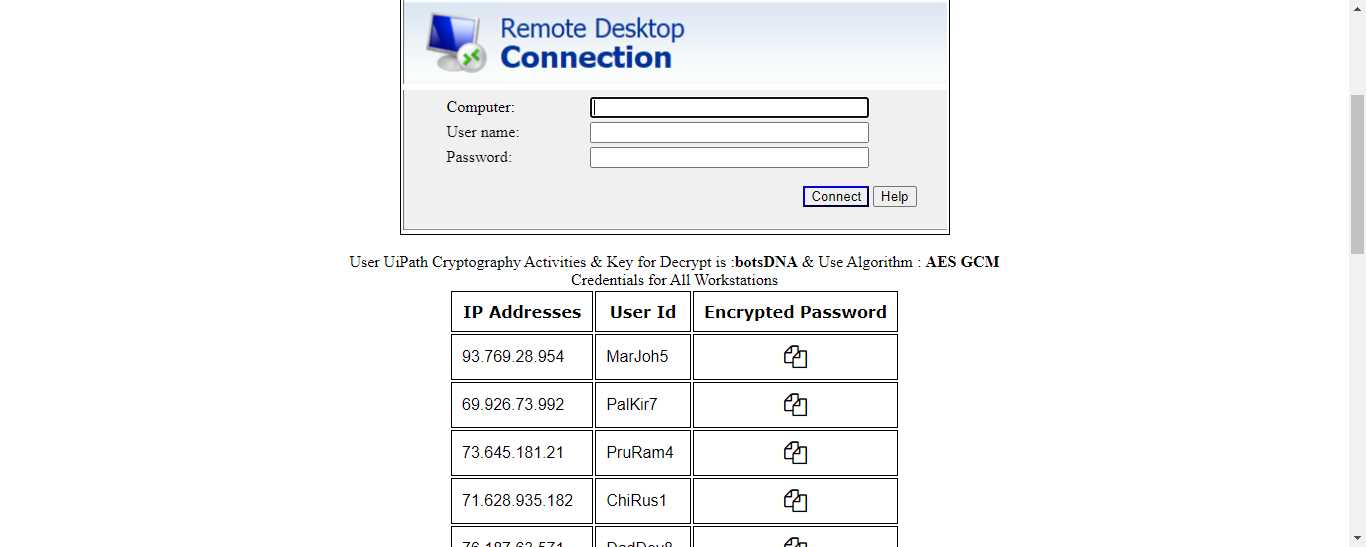 Remote Desktop
Connection
Computer:
User name:
Password:
Connect Help
User UiPath Cryptography Activities & Key for Decrypt is :botsDNA & Use Algorithm : AES GCM
Credentials for All Workstations
IP Addresses User Id Encrypted Password
93.769.28.954 MarJoh5
69.926.73.992 PalKir7
73.645.181.21 PruRam4
71.628.935.182 ChiRus1